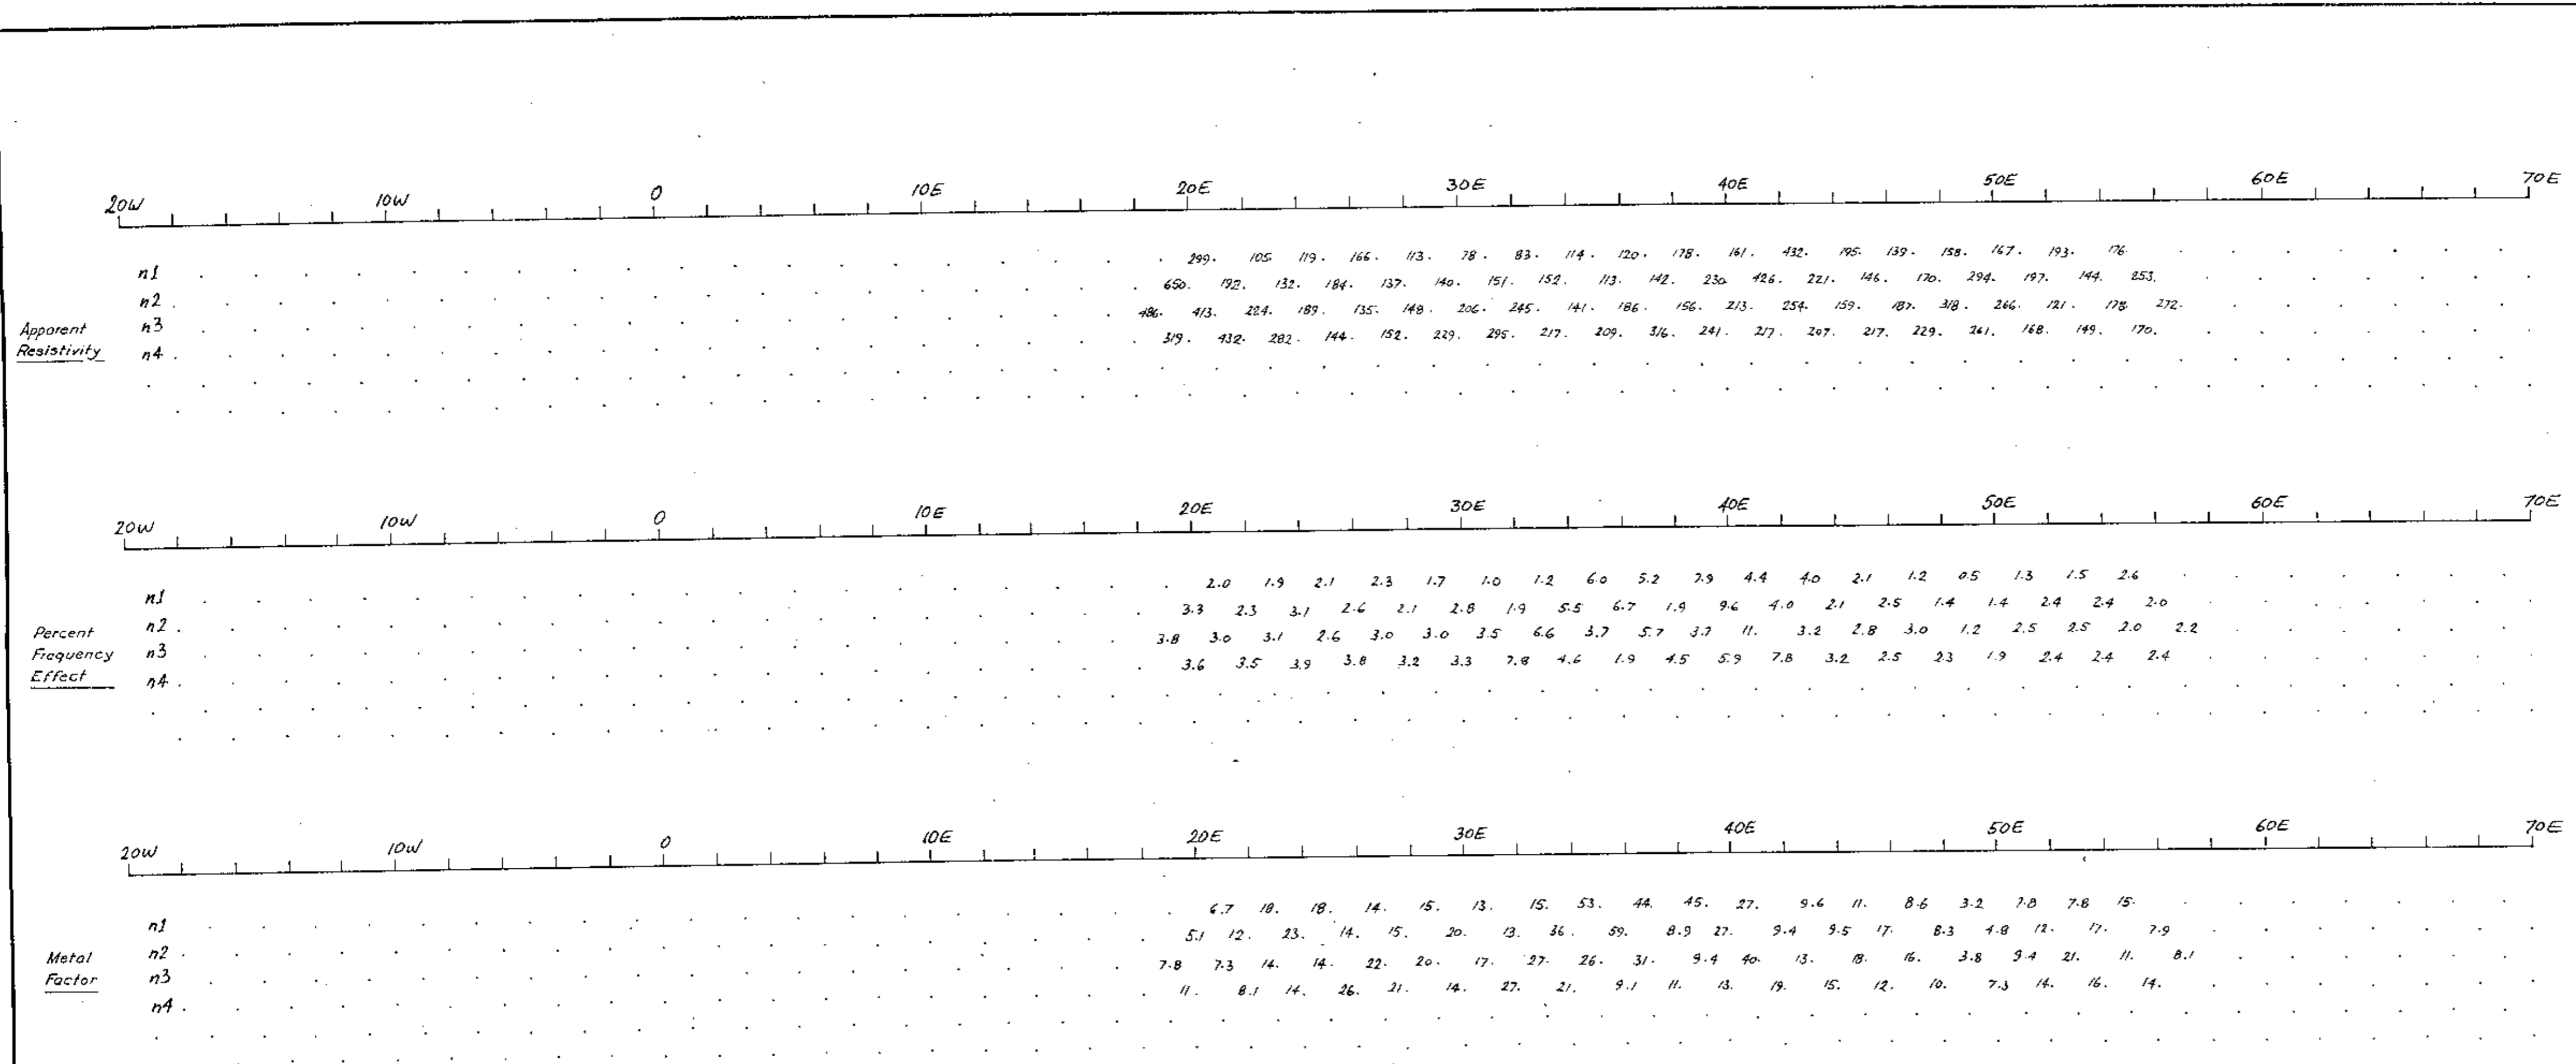 20W 10W 0 10E 20E 30E 40E 50E 60E 70E
n1 299. 105. 119. 166. 113. 78. 83. 114. 120. 178. 161. 432. 195. 139. 158. 167. 193. 176.
n2 650. 192. 132. 184. 137. 140. 151. 152. 113. 142. 230. 426. 221. 146. 170. 294. 197. 144. 253.
Apparent n3 486. 413. 224. 189. 135. 148. 206. 245. 141. 186. 156. 213. 254. 159. 187. 318. 266. 121. 178. 272.
Resistivity n4 319. 432. 282. 144. 152. 229. 295. 217. 209. 316. 241. 217. 207. 217. 229. 261. 168. 149. 170.
20W 10W 0 10E 20E 30E 40E 50E 60E 70E
n1 2.0 1.9 2.1 2.3 1.7 1.0 1.2 6.0 5.2 7.9 4.4 4.0 2.1 1.2 0.5 1.3 1.5 2.6
Percent n2 3.3 2.3 3.1 2.6 2.1 2.8 1.9 5.5 6.7 1.9 9.6 4.0 2.1 2.5 1.4 1.4 2.4 2.4 2.0
Frequency n3 3.8 3.0 3.1 2.6 3.0 3.0 3.5 6.6 3.7 5.7 3.7 11. 3.2 2.8 3.0 1.2 2.5 2.5 2.0 2.2
Effect n4 3.6 3.5 3.9 3.8 3.2 3.3 7.8 4.6 1.9 4.5 5.9 7.8 3.2 2.5 2.3 1.9 2.4 2.4 2.4
20W 10W 0 10E 20E 30E 40E 50E 60E 70E
n1 6.7 18. 18. 14. 15. 13. 15. 53. 44. 45. 27. 9.6 11. 8.6 3.2 7.8 7.8 15.
Metal n2 5.1 12. 23. 14. 15. 20. 13. 36. 59. 8.9 27. 9.4 9.5 17. 8.3 4.8 12. 17. 7.9
Factor n3 7.8 7.3 14. 14. 22. 20. 17. 27. 26. 31. 9.4 40. 13. 18. 16. 3.8 9.4 21. 11. 8.1
n4 11. 8.1 14. 26. 21. 14. 27. 21. 9.1 11. 13. 19. 15. 12. 10. 7.3 14. 16. 14.